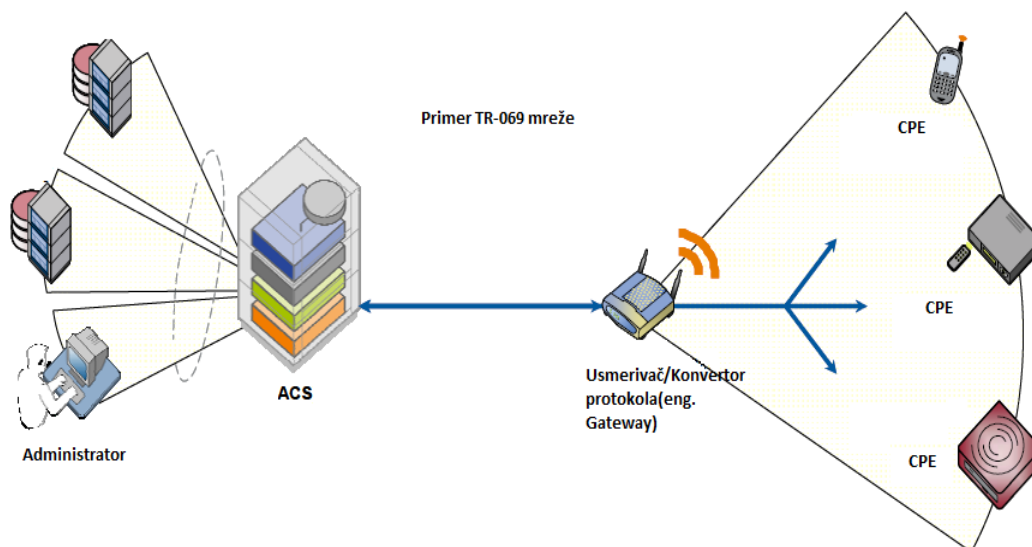 Primer TR-069 mreže
CPE
CPE
Usmerivač/Konvertor
protokola(eng.
Gateway)
ACS
Administrator
CPE